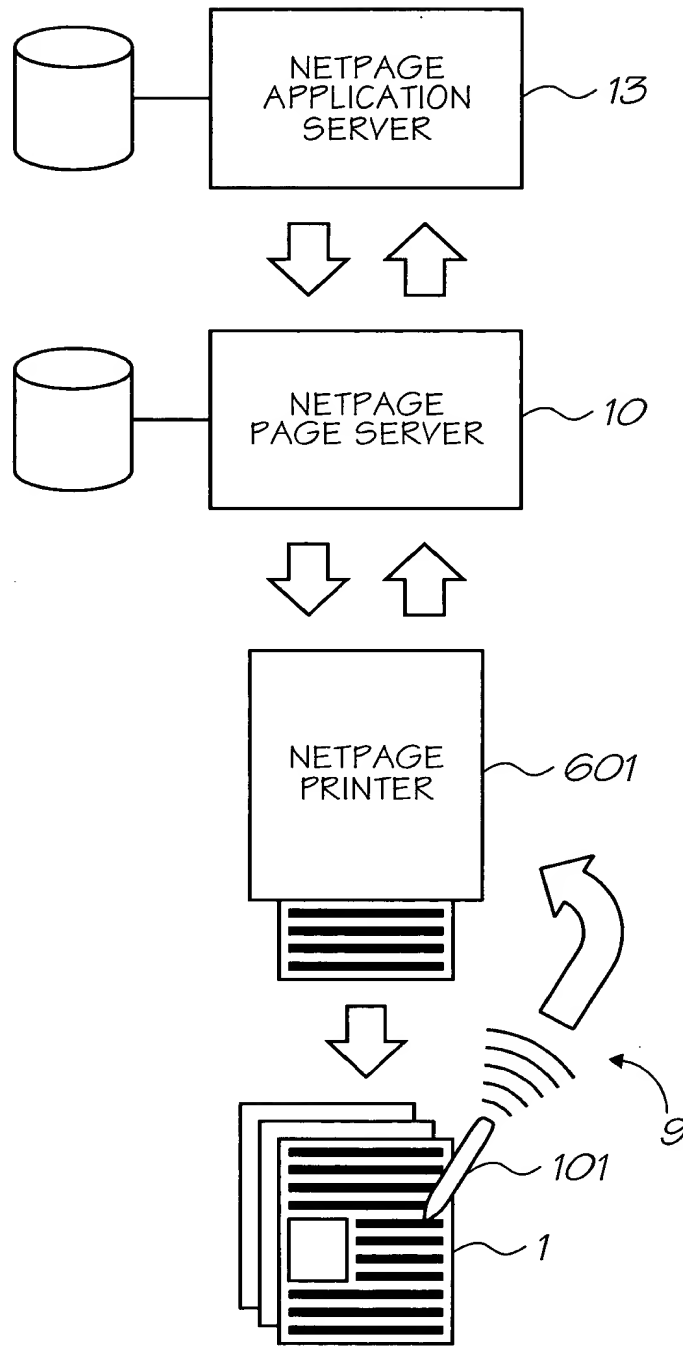 NETPAGE
APPLICATION
SERVER
13
NETPAGE
PAGE SERVER
10
NETPAGE
PRINTER
601
9
101
1